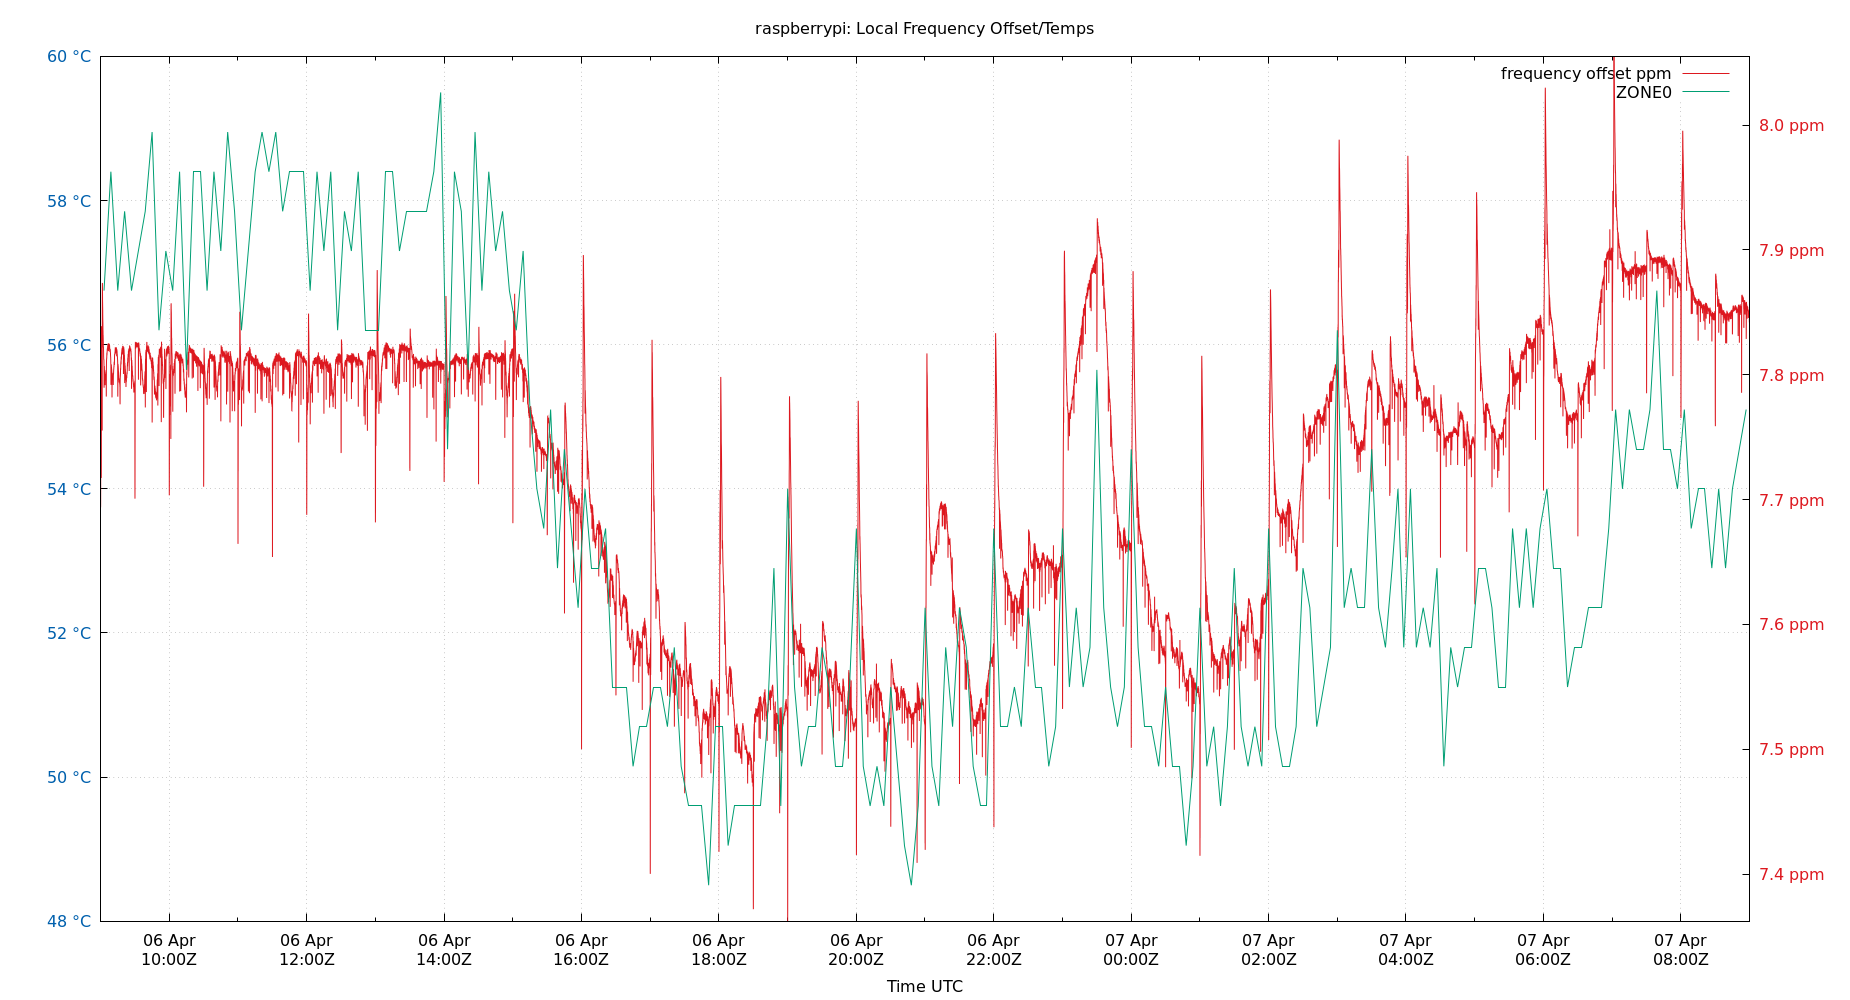 raspberrypi: Local Frequency Offset/Temps
60 °C
58 °C
56 °C
54 °C
52 °C
50 °C
48 °C
frequency offset ppm
ZONE0
8.0 ppm
7.9 ppm
7.8 ppm
7.7 ppm
7.6 ppm
7.5 ppm
7.4 ppm
06 Apr 06 Apr 06 Apr 06 Apr 06 Apr 06 Apr 06 Apr 07 Apr 07 Apr 07 Apr 07 Apr 07 Apr
10:00Z 12:00Z 14:00Z 16:00Z 18:00Z 20:00Z 22:00Z 00:00Z 02:00Z 04:00Z 06:00Z 08:00Z
Time UTC